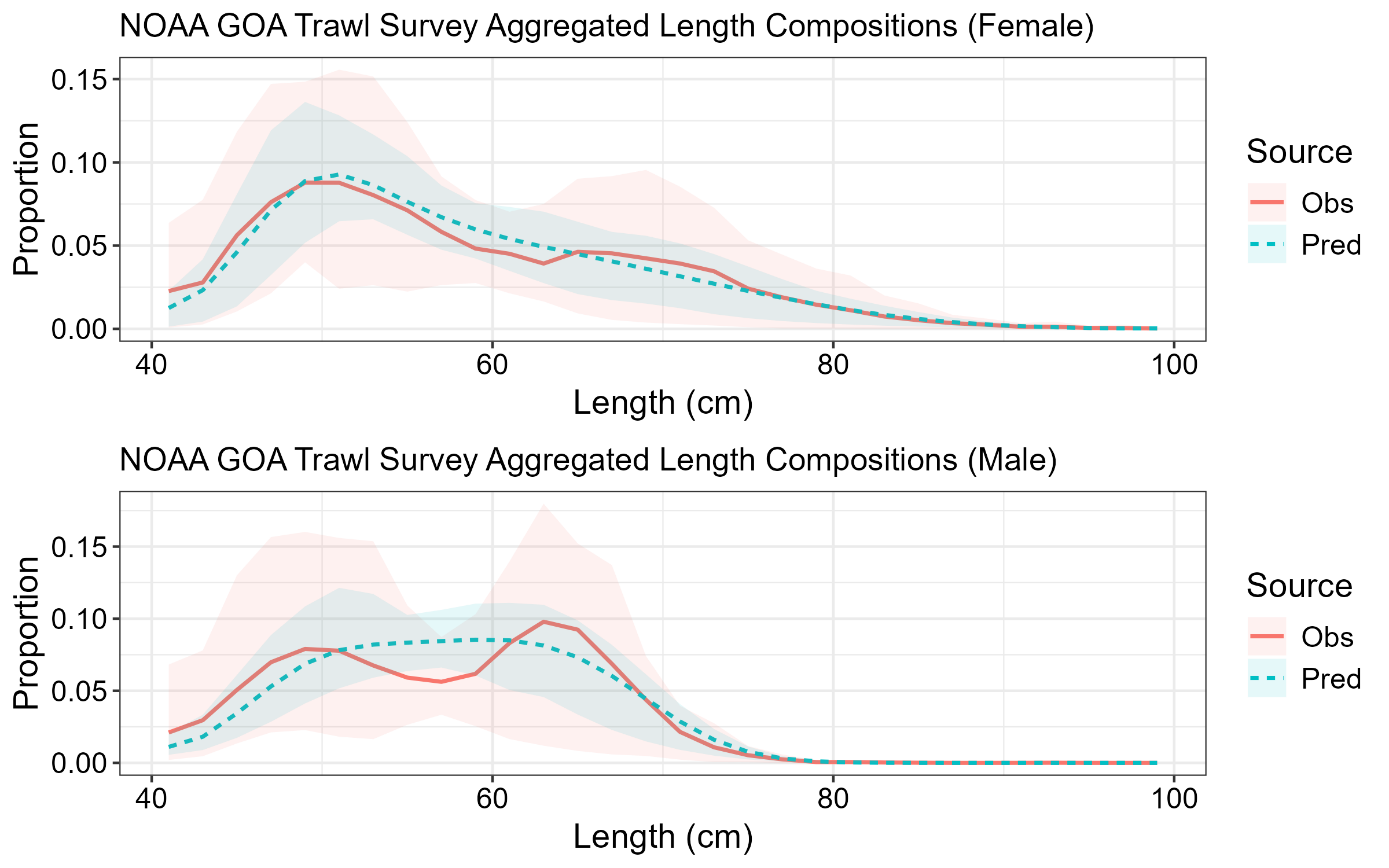 NOAA GOA Trawl Survey Aggregated Length Compositions (Female)
Proportion
0.15
0.10
0.05
0.00
40 60 80 100
Length (cm)
Source
Obs
Pred
NOAA GOA Trawl Survey Aggregated Length Compositions (Male)
Proportion
0.15
0.10
0.05
0.00
40 60 80 100
Length (cm)
Source
Obs
Pred